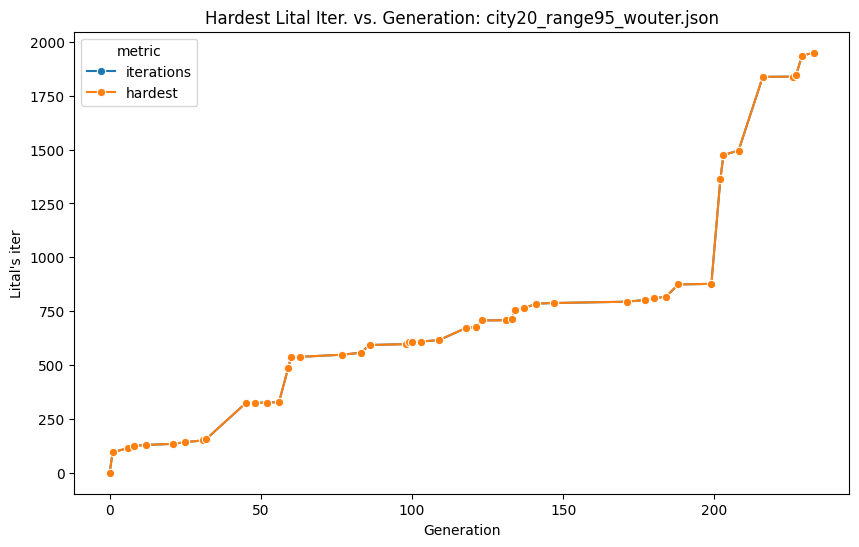 Hardest Lital Iter. vs. Generation: city20_range95_wouter.json
metric
iterations
hardest
2000
1750
1500
1250
1000
750
500
250
0
Lital's iter
0 50 100 150 200
Generation